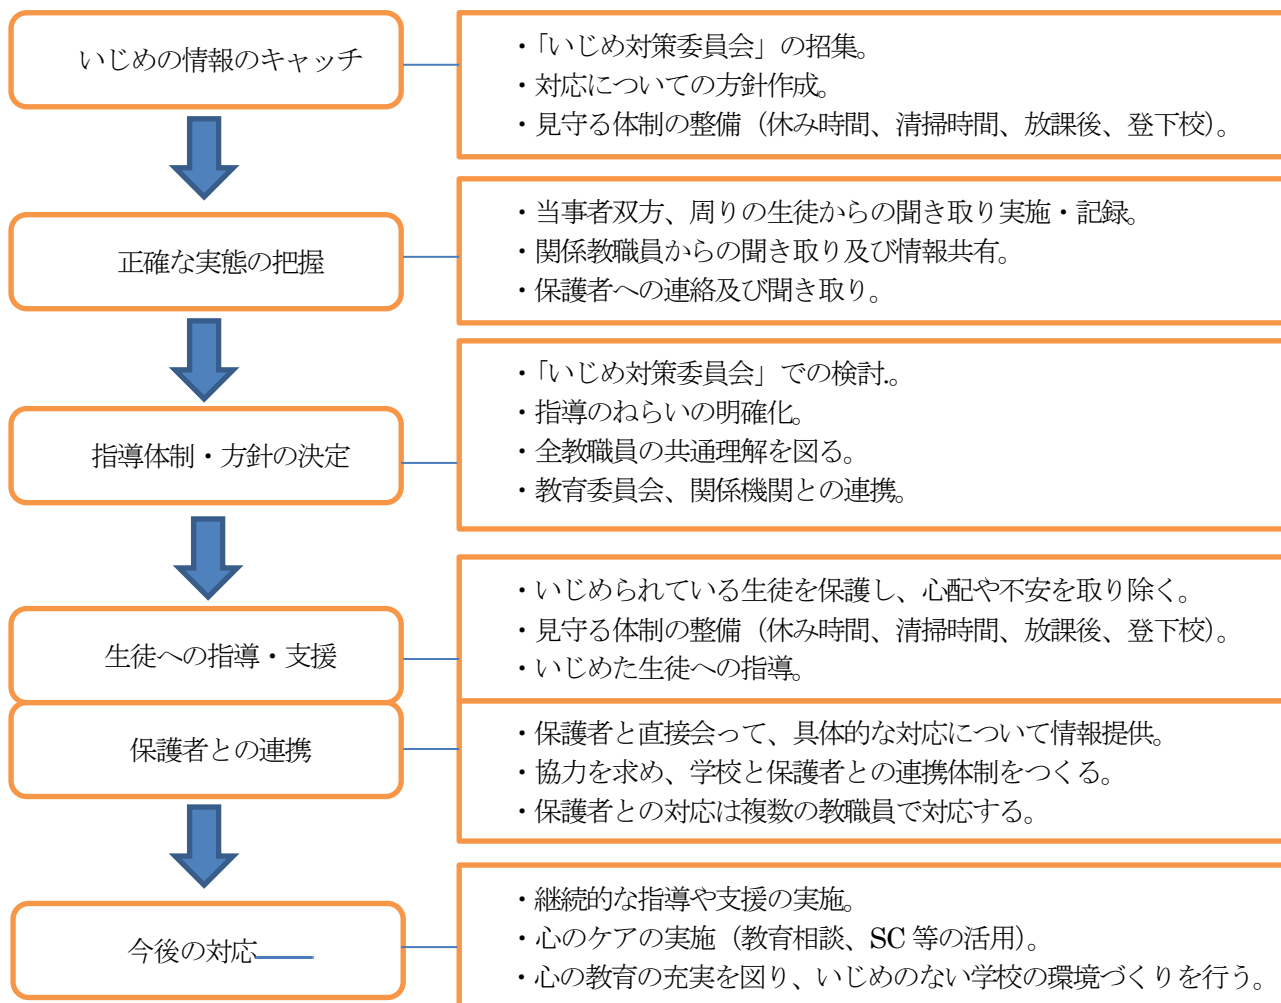 いじめの情報のキャッチ
・「いじめ対策委員会」の招集。
・対応についての方針作成。
・見守る体制の整備（休み時間、清掃時間、放課後、登下校）。
正確な実態の把握
・当事者双方、周りの生徒からの聞き取り実施・記録。
・関係教職員からの聞き取り及び情報共有。
・保護者への連絡及び聞き取り。
指導体制・方針の決定
・「いじめ対策委員会」での検討.。
・指導のねらいの明確化。
・全教職員の共通理解を図る。
・教育委員会、関係機関との連携。
生徒への指導・支援
・いじめられている生徒を保護し、心配や不安を取り除く。
・見守る体制の整備（休み時間、清掃時間、放課後、登下校）。
・いじめた生徒への指導。
保護者との連携
・保護者と直接会って、具体的な対応について情報提供。
・協力を求め、学校と保護者との連携体制をつくる。
・保護者との対応は複数の教職員で対応する。
今後の対応
・継続的な指導や支援の実施。
・心のケアの実施（教育相談、SC 等の活用）。
・心の教育の充実を図り、いじめのない学校の環境づくりを行う。